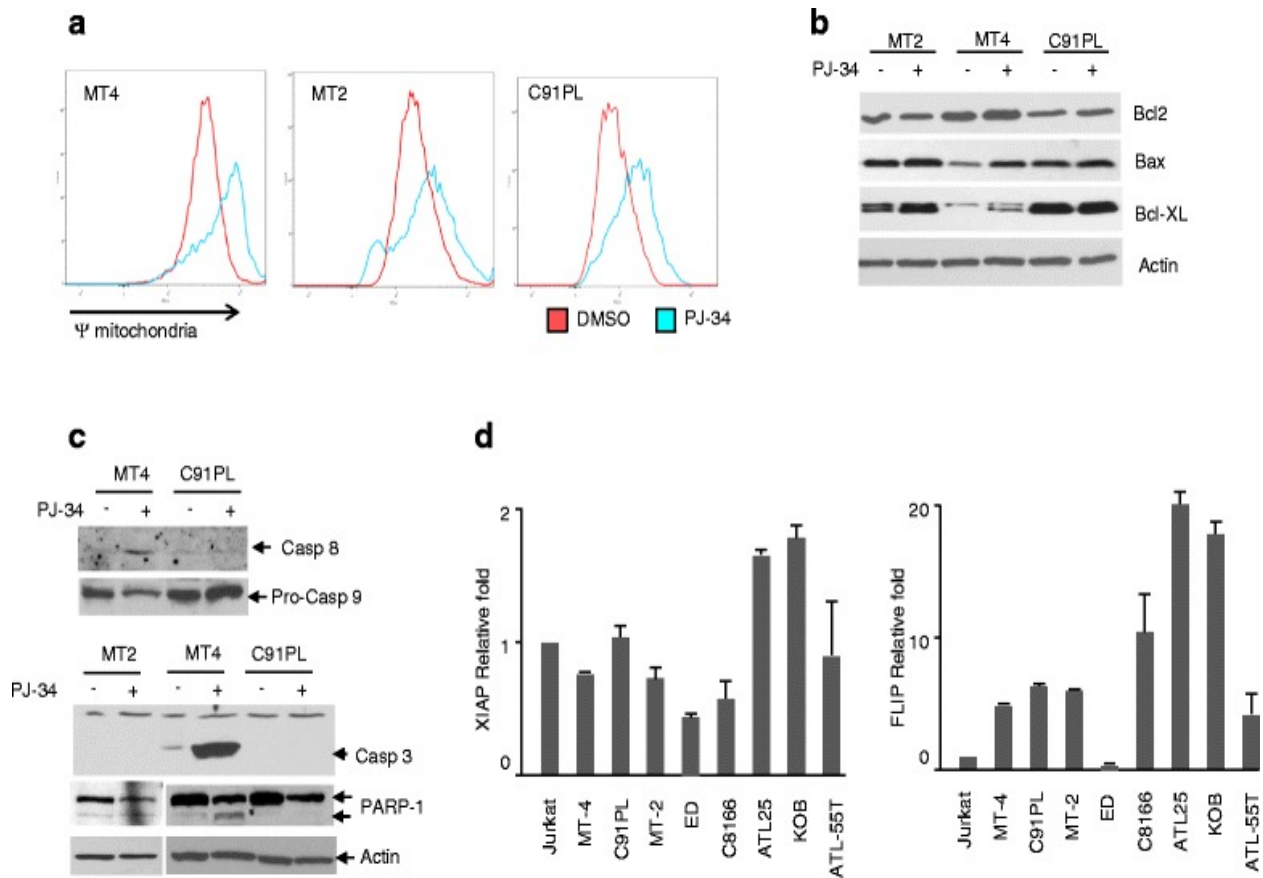 a
MT4
MT2
C91PL
Ψ mitochondria
DMSO
PJ-34
b
MT2 MT4 C91PL
PJ-34 - + - + - +
Bcl2
Bax
Bcl-XL
Actin
c
MT4 C91PL
PJ-34 - + - +
Casp 8
Pro-Casp 9
MT2 MT4 C91PL
PJ-34 - + - + - +
Casp 3
PARP-1
Actin
d
XIAP Relative fold
2
1
0
Jurkat
MT-4
C91PL
MT-2
ED
C8166
ATL25
KOB
ATL-55T
FLIP Relative fold
20
10
0
Jurkat
MT-4
C91PL
MT-2
ED
C8166
ATL25
KOB
ATL-55T